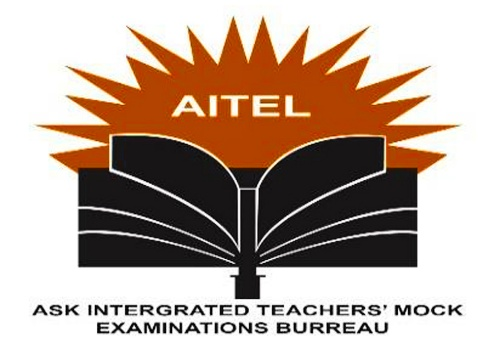 AITEL
ASK INTERGRATED TEACHERS' MOCK
EXAMINATIONS BURREAU